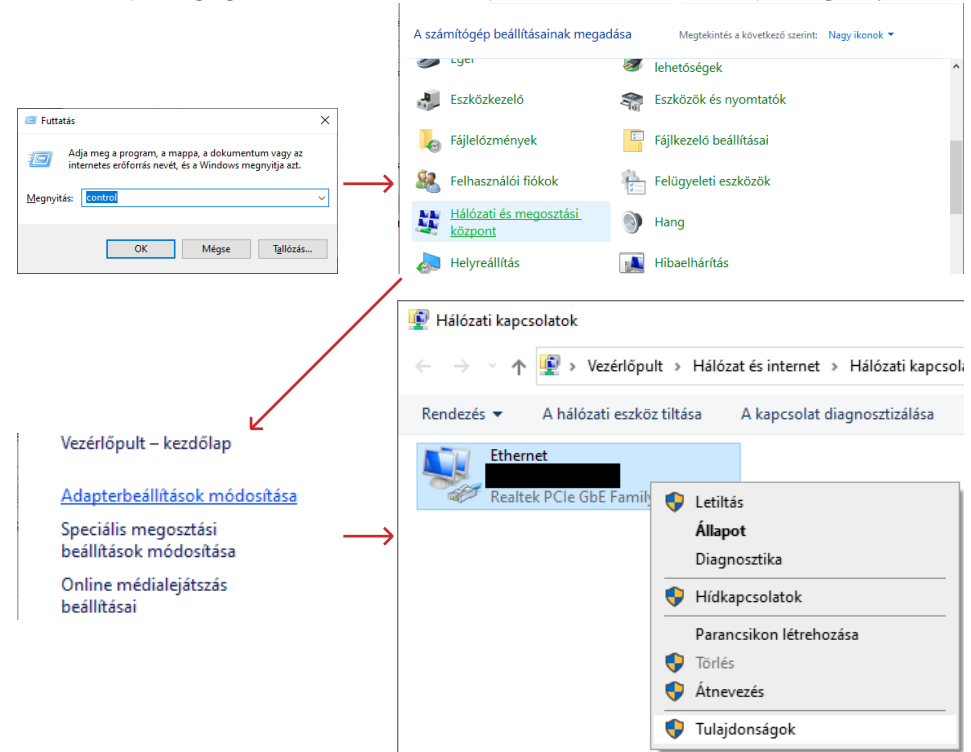 Futtatás
Adja meg a program, a mappa, a dokumentum vagy az
internetes erőforrás nevét, és a Windows megnyitja azt.
Megnyitás: control
OK Mégse Tallózás...
A számítógép beállításainak megadása Megtekintés a következő szerint: Nagy ikonok
Egér
lehetőségek
Eszközkezelő Eszközök és nyomtatók
Fájlelőzmények Fájlkezelő beállításai
Felhasználói fiókok Felügyeleti eszközök
Hálózati és megosztási
központ
Hang
Helyreállítás Hibaelhárítás
Vezérlőpult – kezdőlap
Adapterbeállítások módosítása
Speciális megosztási
beállítások módosítása
Online médialejátszás
beállításai
Hálózati kapcsolatok
Vezérlőpult › Hálózat és internet › Hálózati kapcsola
Rendezés A hálózati eszköz tiltása A kapcsolat diagnosztizálása
Ethernet
Realtek PCIe GbE Family
Letiltás
Állapot
Diagnosztika
Hídkapcsolatok
Parancsikon létrehozása
Törlés
Átnevezés
Tulajdonságok